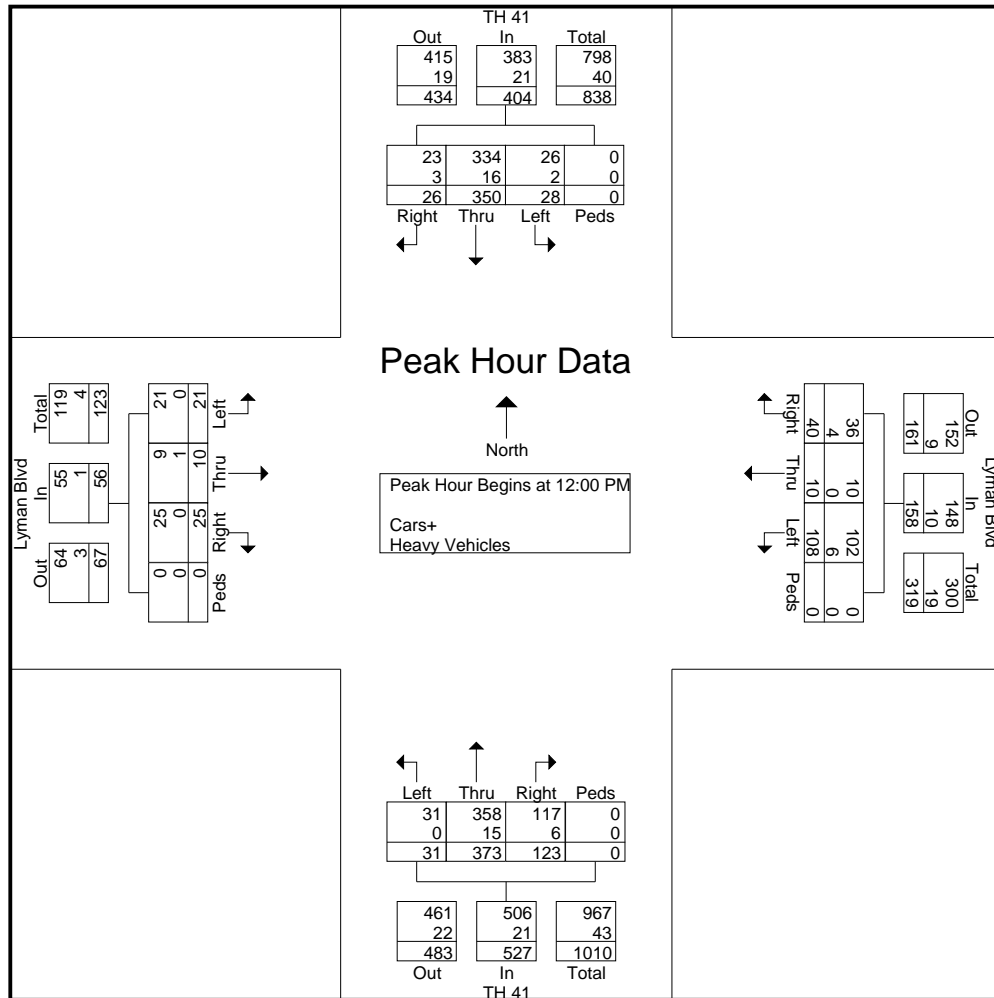 TH 41
Out In Total
415 383 798
19 21 40
434 404 838
23 334 26 0
3 16 2 0
26 350 28 0
Right Thru Left Peds
Peak Hour Data
North
Peak Hour Begins at 12:00 PM
Cars+
Heavy Vehicles
Lyman Blvd
Out In Total
64 55 119
3 1 4
67 56 123
Left Thru Right Peds
21 9 25 0
0 1 0 0
21 10 25 0
Lyman Blvd
Out In Total
152 148 300
9 10 19
161 158 319
Right Thru Left Peds
36 10 102 0
4 0 6 0
40 10 108 0
Left Thru Right Peds
31 358 117 0
0 15 6 0
31 373 123 0
461 506 967
22 21 43
483 527 1010
Out In Total
TH 41